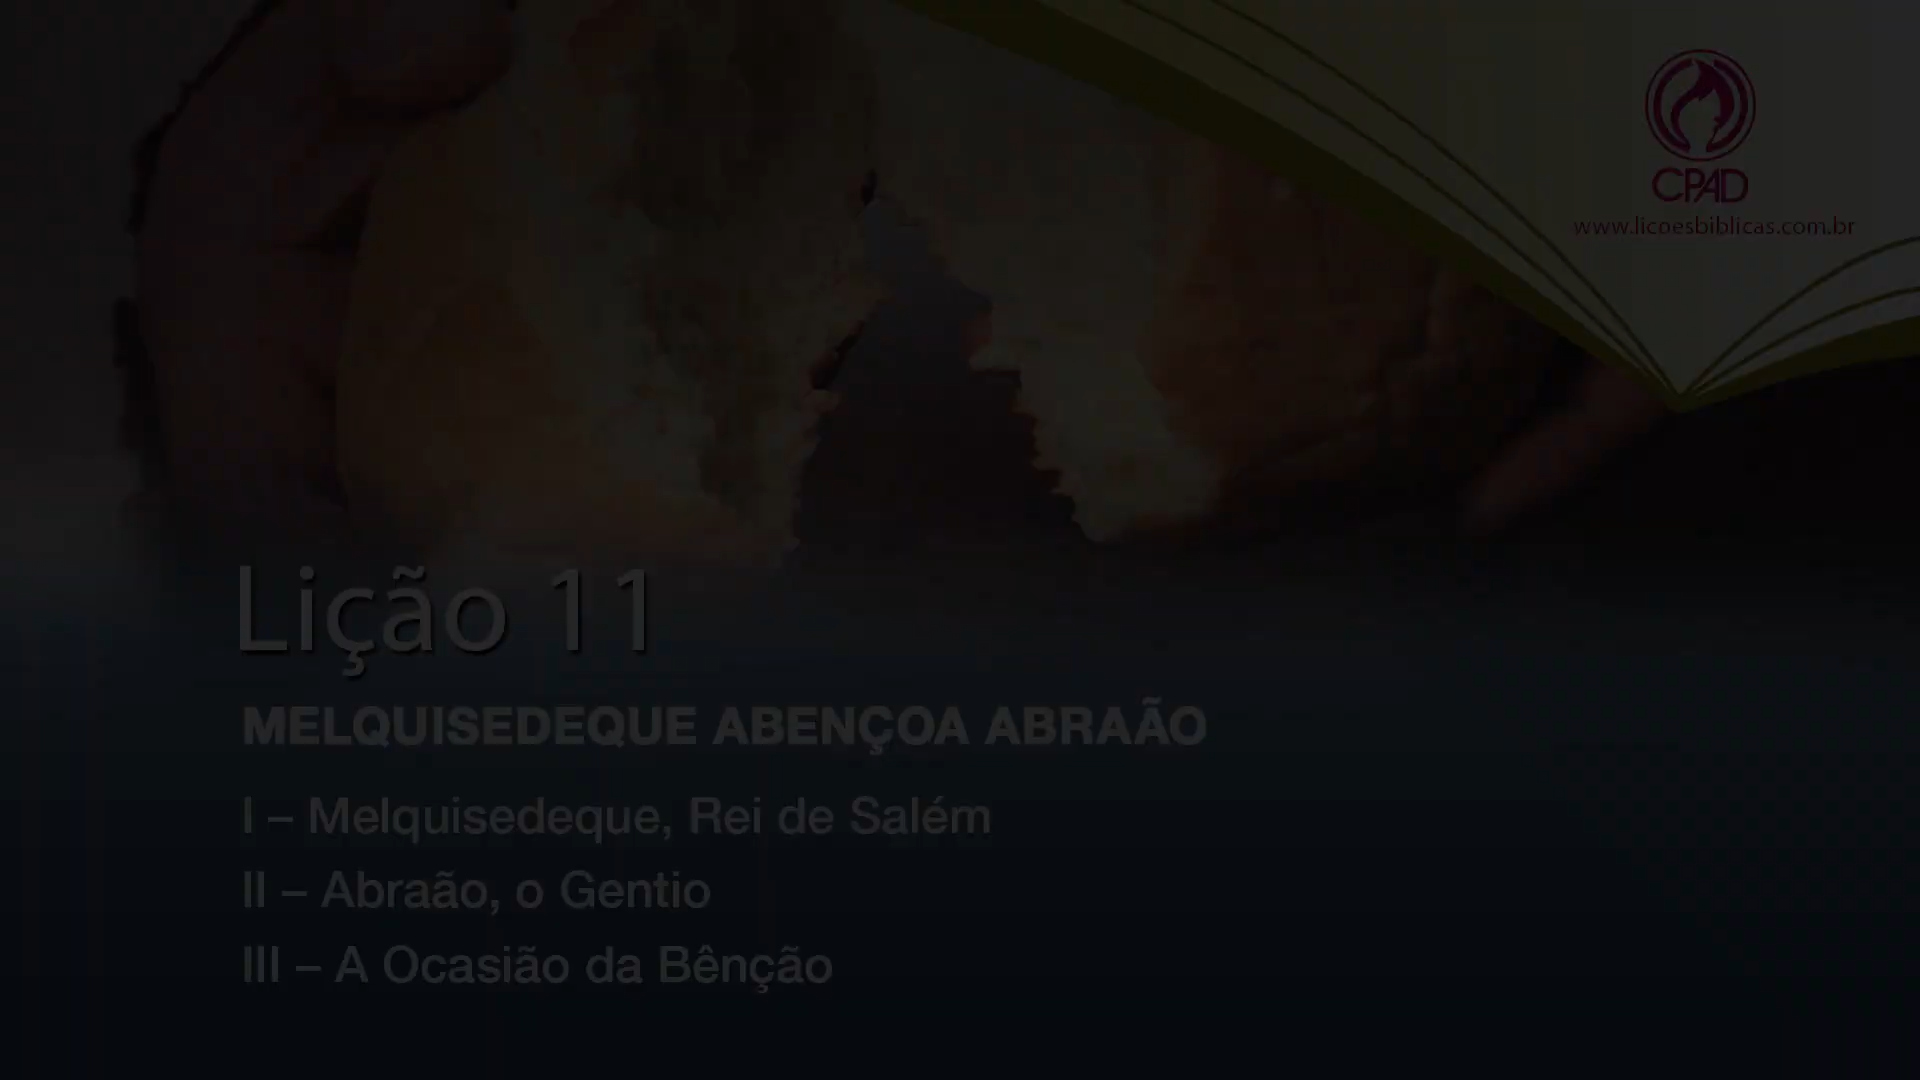 CPAD
www.licoesbiblicas.com.br
Lição 11
MELQUISEDEQUE ABENÇOA ABRAÃO
I – Melquisedeque, Rei de Salém
II – Abraão, o Gentio
III – A Ocasião da Bênção